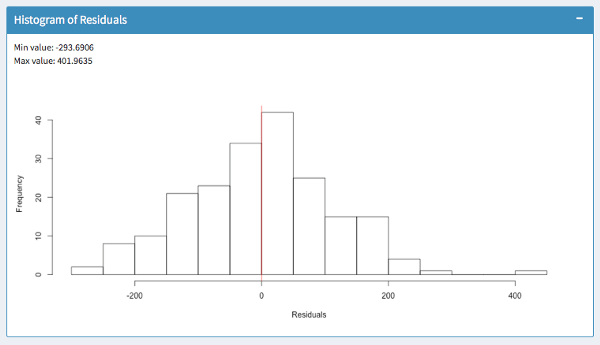 Histogram of Residuals
Min value: -293.6906
Max value: 401.9635
Frequency
40
30
20
10
0
-200
0
200
400
Residuals